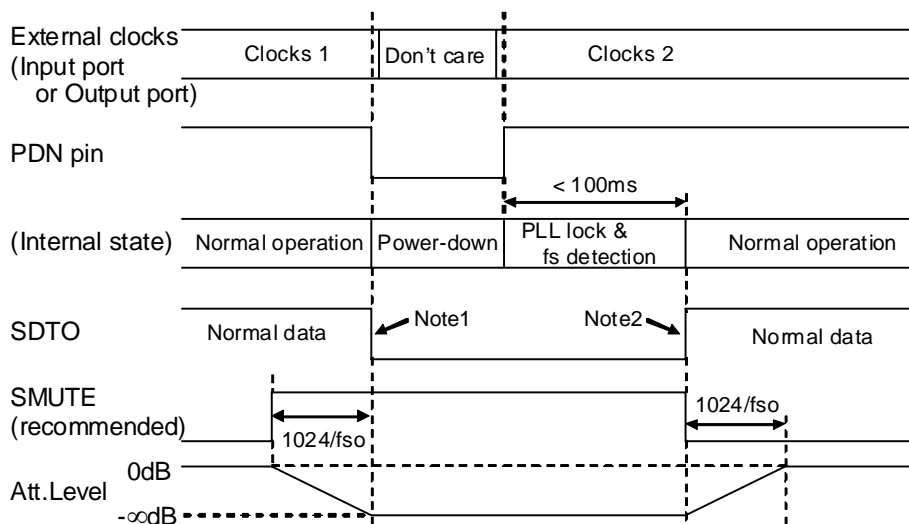 External clocks
(Input port
or Output port)
Clocks 1
Don't care
Clocks 2
PDN pin
< 100ms
(Internal state)
Normal operation
Power-down
PLL lock &
fs detection
Normal operation
SDTO
Normal data
Note1
Note2
Normal data
SMUTE
(recommended)
1024/fso
1024/fso
Att.Level
0dB
-∞dB